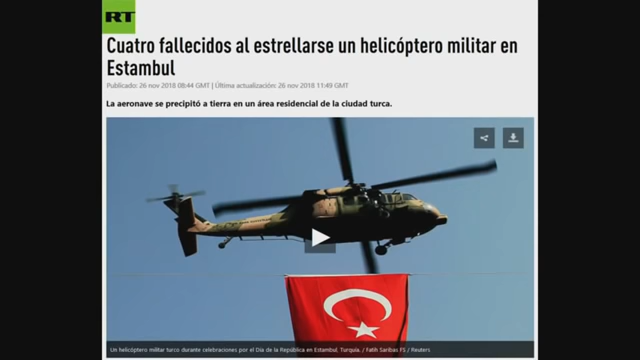 RT
Cuatro fallecidos al estrellarse un helicóptero militar en
Estambul
Publicado: 26 nov 2018 08:44 GMT | Última actualización: 26 nov 2018 11:49 GMT
La aeronave se precipitó a tierra en un área residencial de la ciudad turca.
Un helicóptero militar turco durante celebraciones por el Día de la República en Estambul, Turquía. / Fatih Saribas FS / Reuters